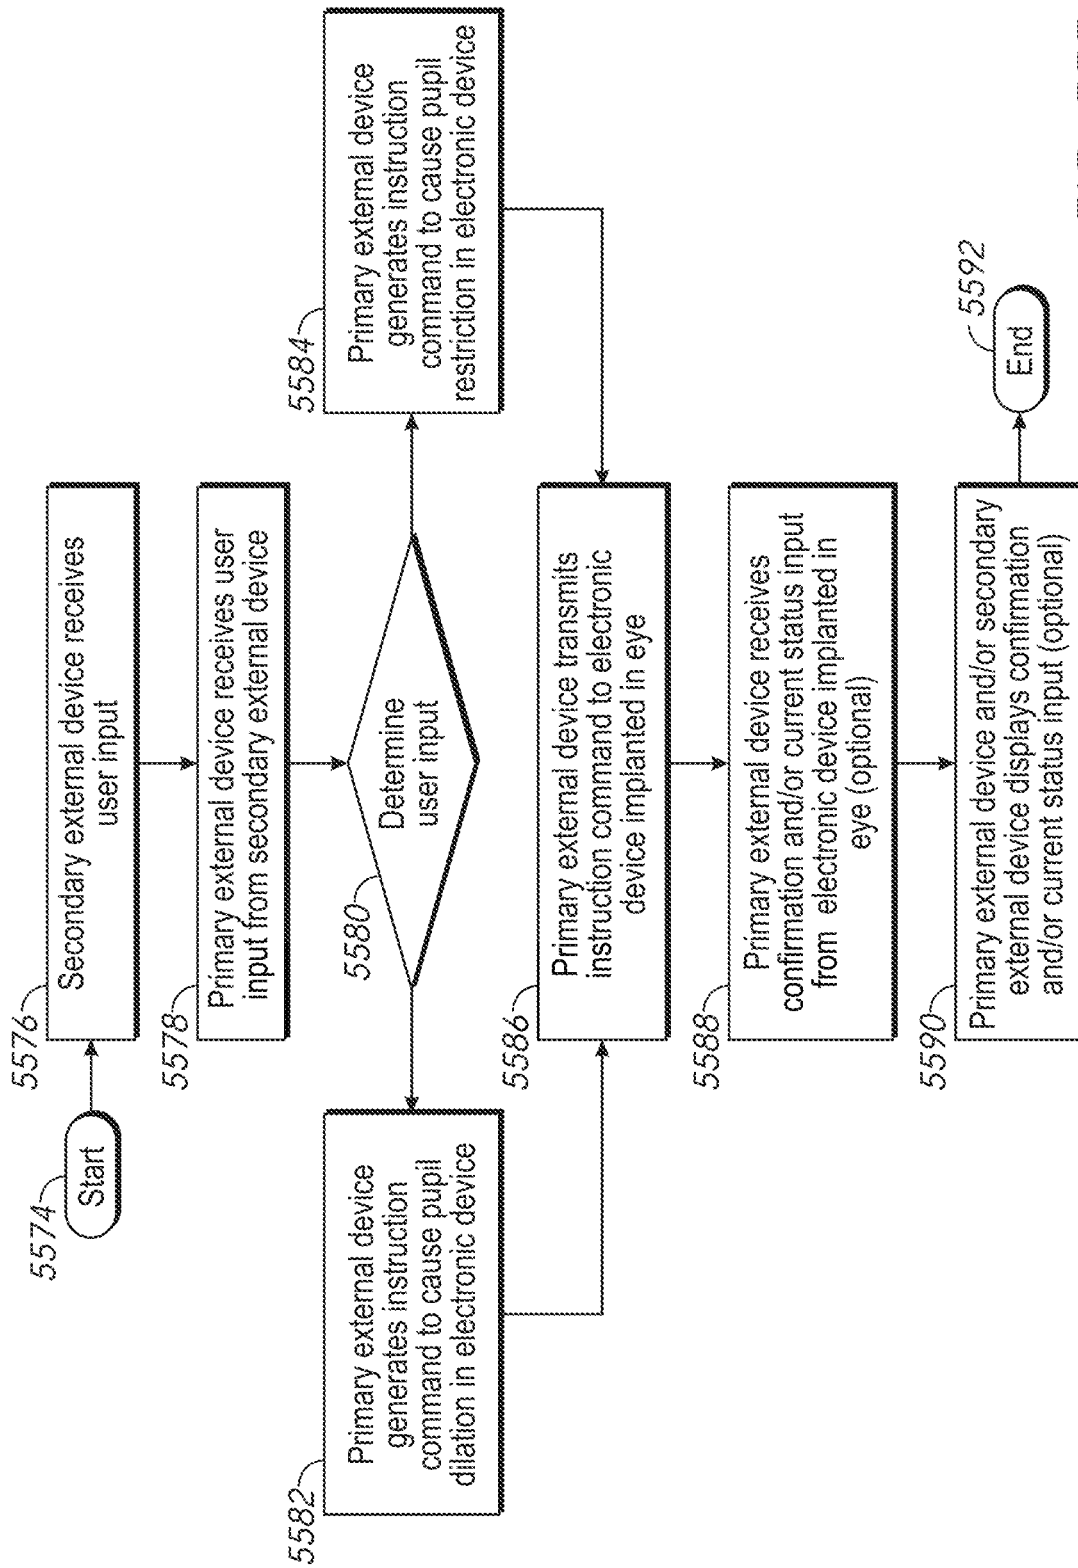 5574
Start
5576
Secondary external device receives
user input
5578
Primary external device receives user
input from secondary external device
5580
Determine
user input
5582
Primary external device
generates instruction
command to cause pupil
dilation in electronic device
5584
Primary external device
generates instruction
command to cause pupil
restriction in electronic device
5586
Primary external device transmits
instruction command to electronic
device implanted in eye
5588
Primary external device receives
confirmation and/or current status input
from electronic device implanted in
eye (optional)
5590
Primary external device and/or secondary
external device displays confirmation
and/or current status input (optional)
5592
End